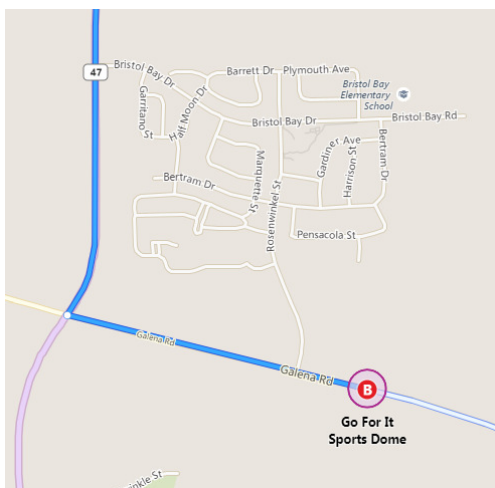 47
Bristol Bay Dr
Barrett Dr
Plymouth Ave
Bristol Bay
Elementary
School
Garritano St
Half Moon Dr
Bristol Bay Dr
Bristol Bay Rd
Gardiner Ave
Harrison St
Bertram Dr
Marquette St
Rosenwinkel St
Bertram Dr
Pensacola St
Galena Rd
Galena Rd
B
Go For It
Sports Dome
inkle St